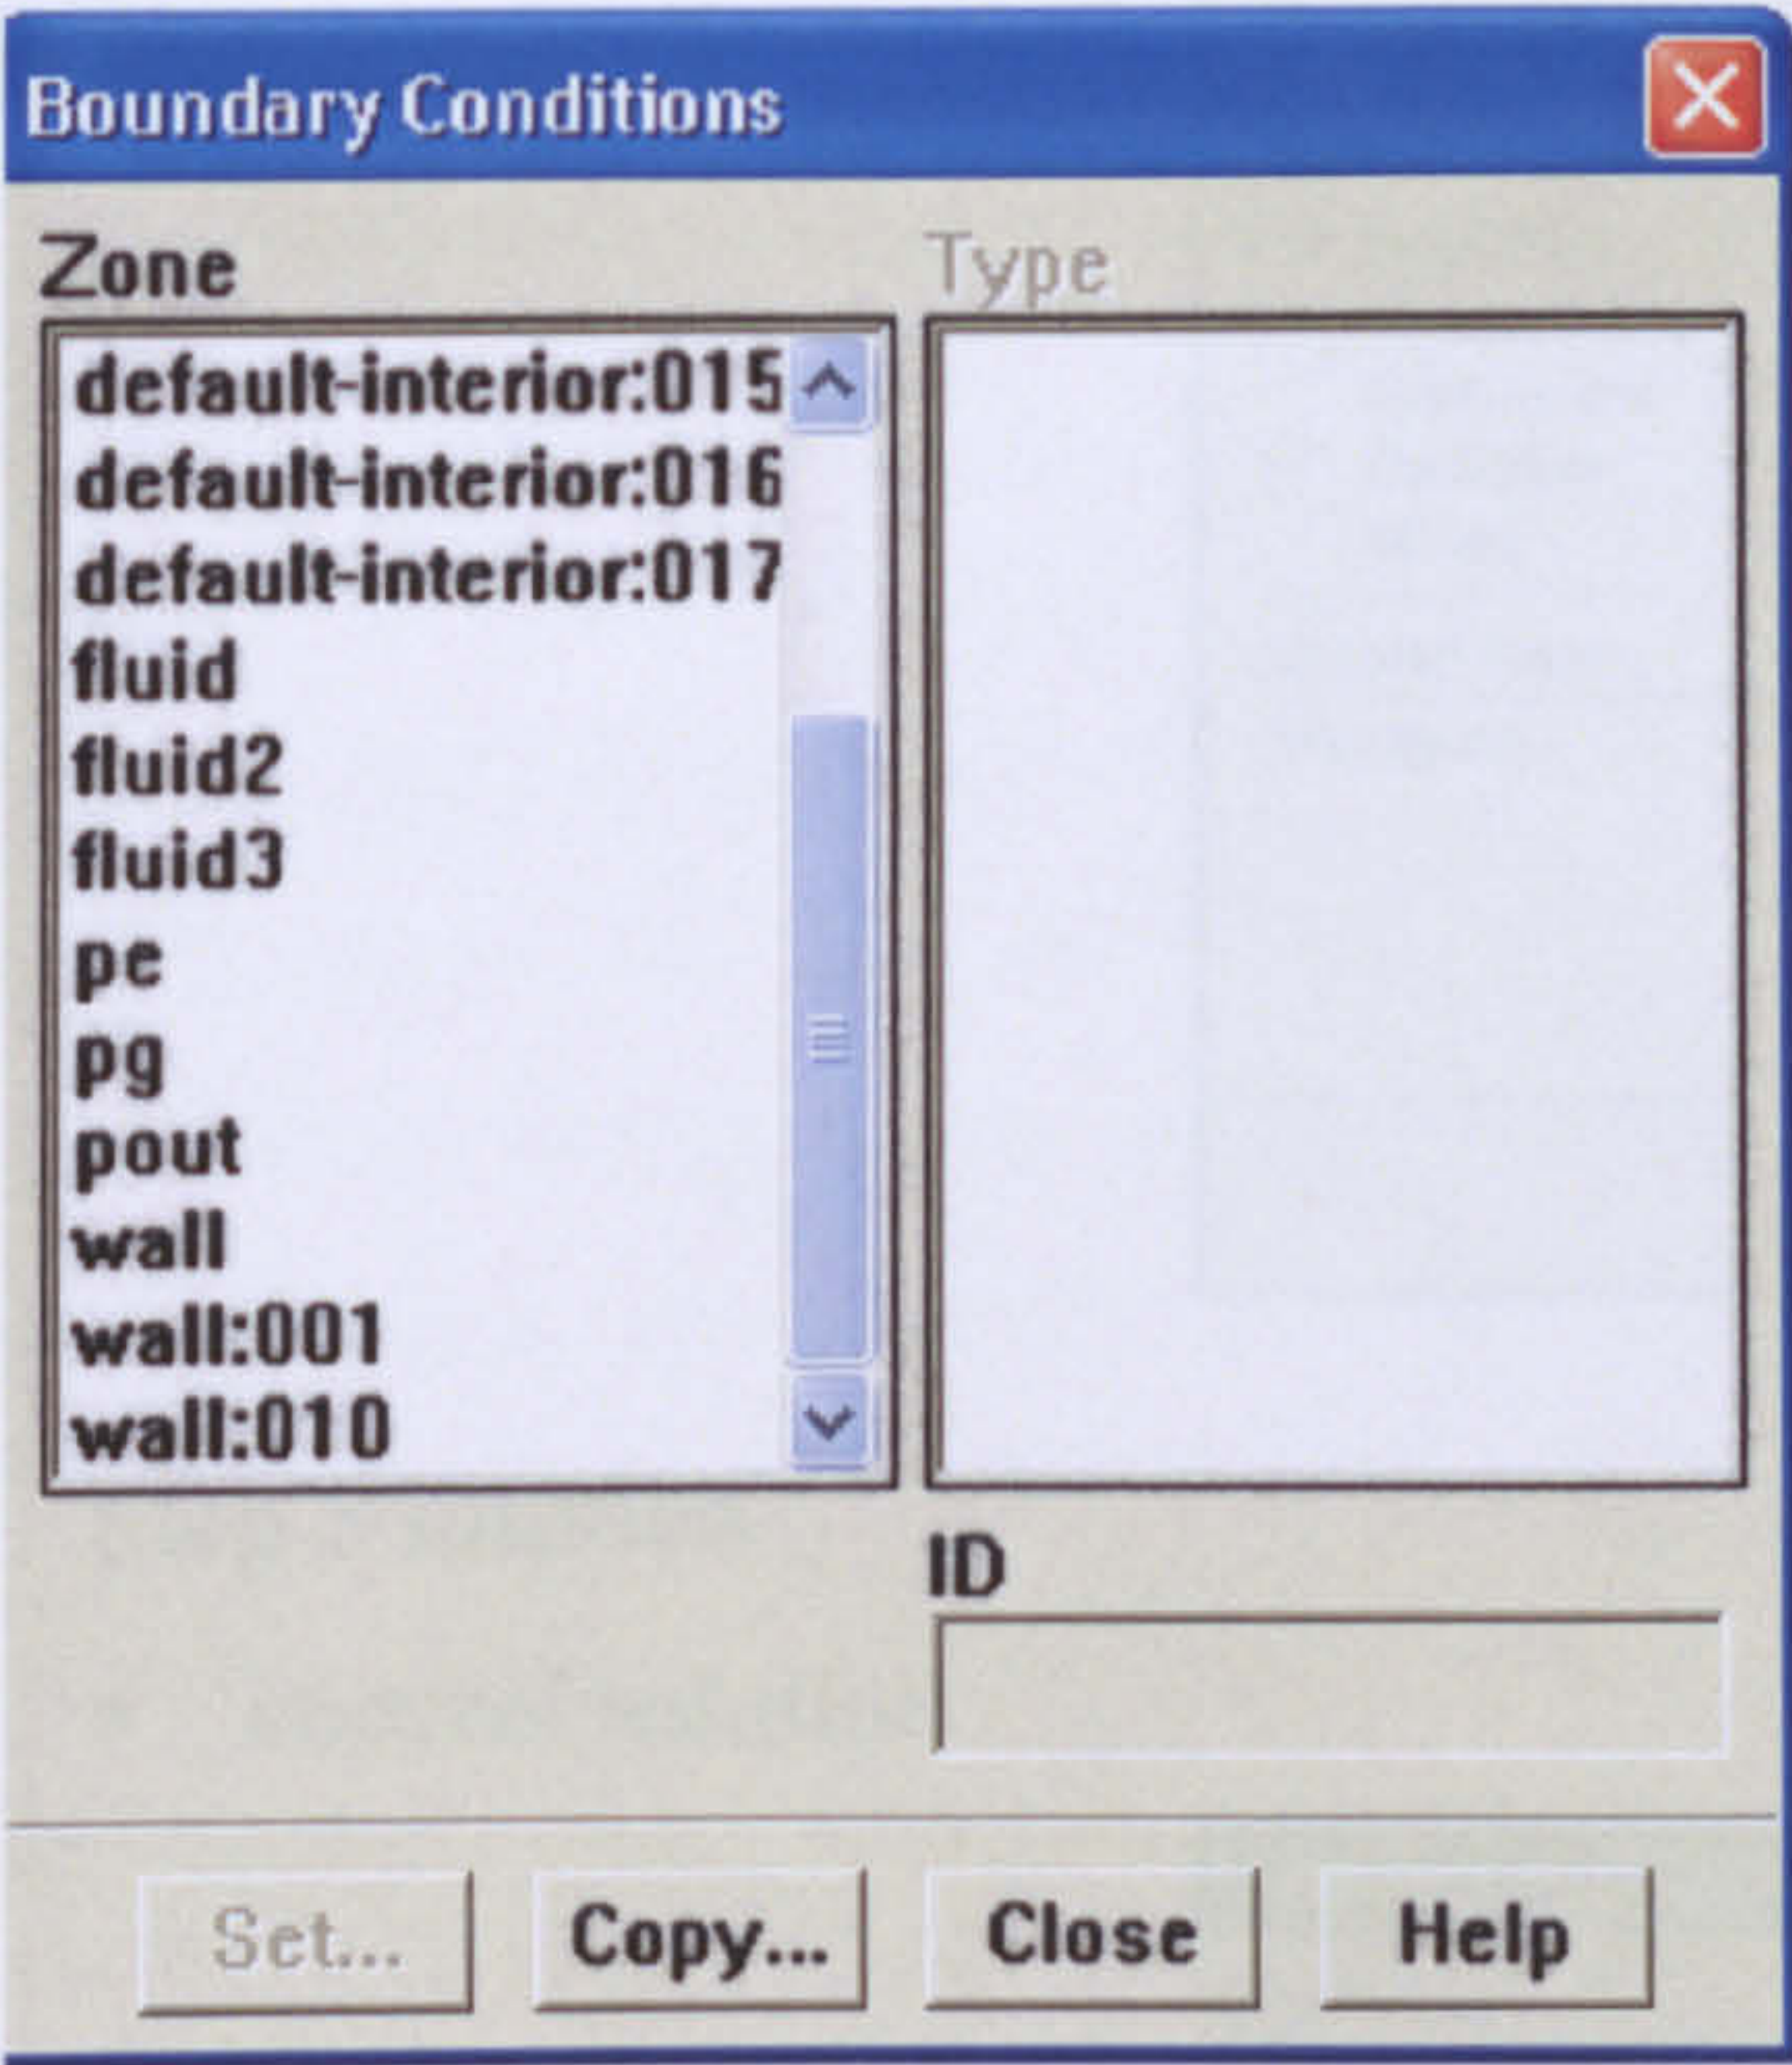 Boundary Conditions
Zone
default-interior:015
default-interior:016
default-interior:017
fluid
fluid2
fluid3
pe
pg
pout
wall
wall:001
wall:010
Type
ID
Set...
Copy...
Close
Help